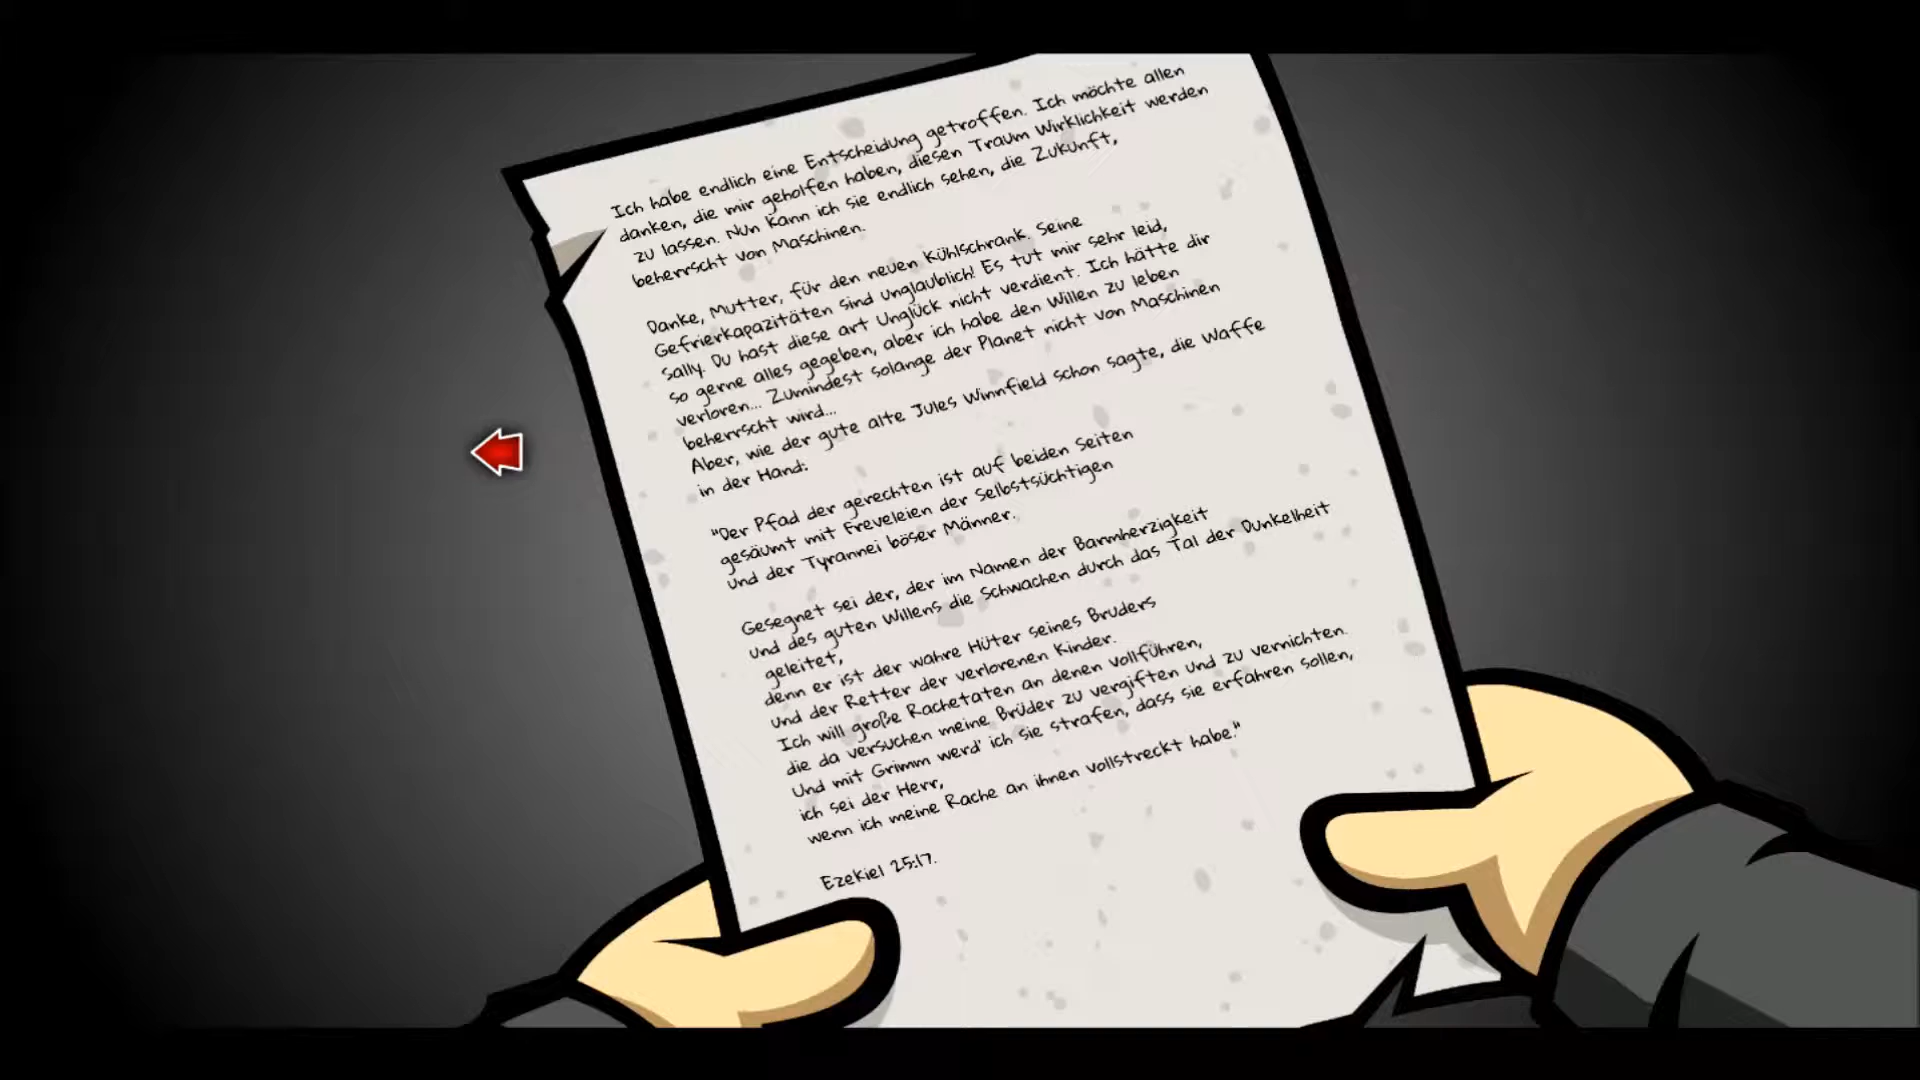 Ich habe endlich eine Entscheidung getroffen. Ich möchte allen
danken, die mir geholfen haben, diesen Traum Wirklichkeit werden
zu lassen. Nun kann ich sie endlich sehen, die Zukunft,
beherrscht von Maschinen.
Danke, Mutter, für den neuen Kühlschrank. Seine
Gefrierkapazitäten sind unglaublich! Es tut mir sehr leid,
Sally. Du hast diese art Unglück nicht verdient. Ich hätte dir
so gerne alles gegeben, aber ich habe den Willen zu leben
verloren... Zumindest solange der Planet nicht von Maschinen
beherrscht wird...
Aber, wie der gute alte Jules Winnfield schon sagte, die Waffe
in der Hand:
"Der Pfad der gerechten ist auf beiden Seiten
gesäumt mit Freveleien der Selbstsüchtigen
und der Tyrannei böser Männer.
Gesegnet sei der, der im Namen der Barmherzigkeit
und des guten Willens die Schwachen durch das Tal der Dunkelheit
geleitet,
denn er ist der wahre Hüter seines Bruders
und der Retter der verlorenen Kinder.
Ich will große Rachetaten an denen vollführen,
die da versuchen meine Brüder zu vergiften und zu vernichten.
Und mit Grimm werd' ich sie strafen, dass sie erfahren sollen,
ich sei der Herr,
wenn ich meine Rache an ihnen vollstreckt habe."
Ezekiel 25:17.